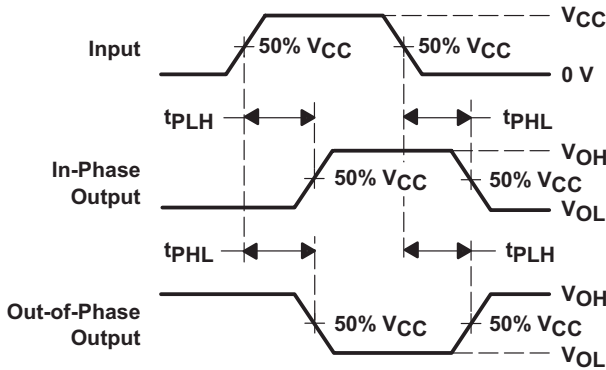 Input
50% VCC
50% VCC
VCC
0 V
tPLH
tPHL
In-Phase
Output
50% VCC
50% VCC
VOH
VOL
tPHL
tPLH
Out-of-Phase
Output
50% VCC
50% VCC
VOH
VOL